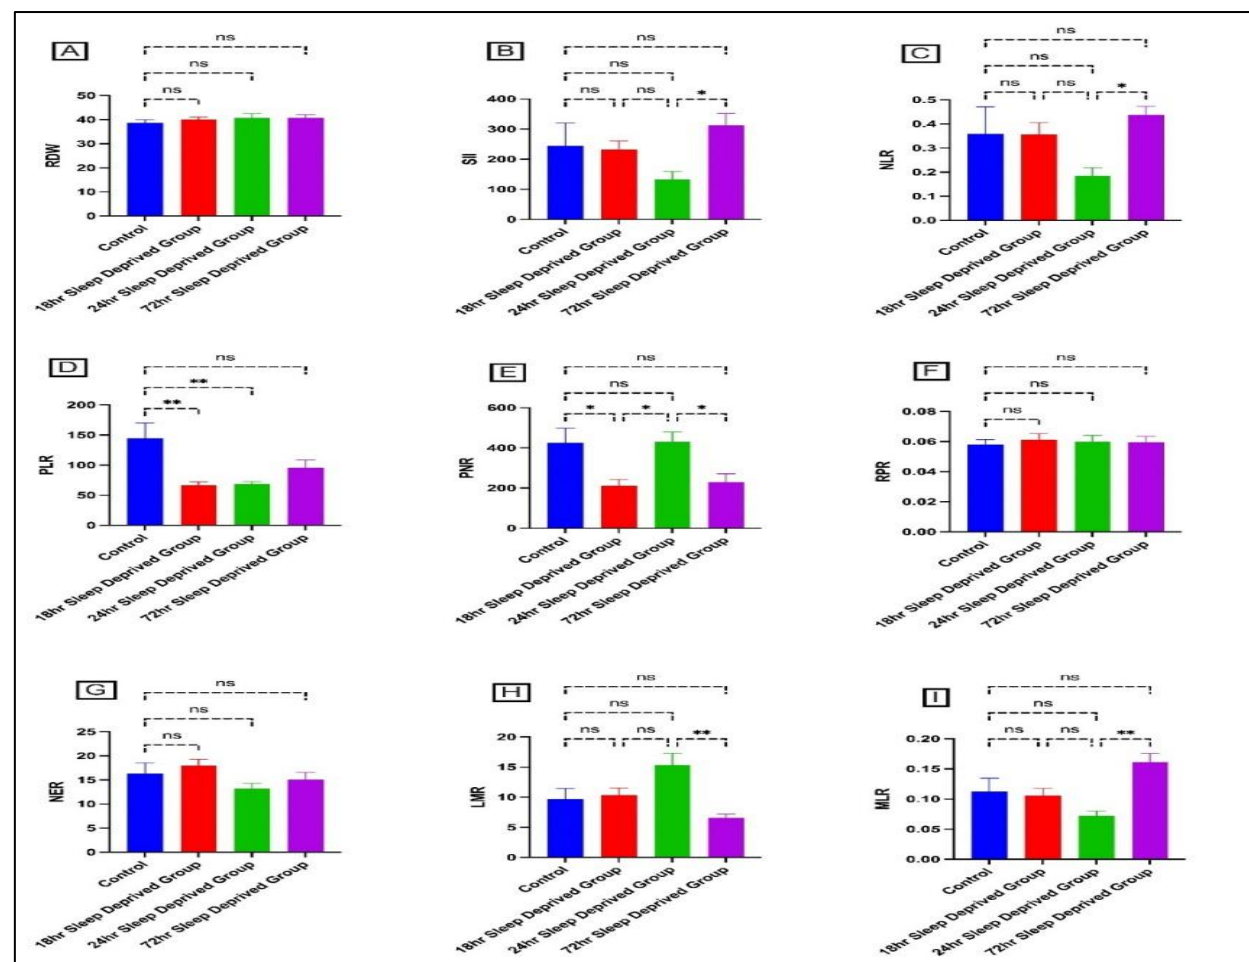 A
ns
ns
ns
RDW
50
40
30
20
10
0
Control
18hr Sleep Deprived Group
24hr Sleep Deprived Group
72hr Sleep Deprived Group
B
ns
ns
ns
ns
*
SII
400
300
200
100
0
Control
18hr Sleep Deprived Group
24hr Sleep Deprived Group
72hr Sleep Deprived Group
C
ns
ns
ns
ns
*
NLR
0.5
0.4
0.3
0.2
0.1
0.0
Control
18hr Sleep Deprived Group
24hr Sleep Deprived Group
72hr Sleep Deprived Group
D
ns
**
**
PLR
200
150
100
50
0
Control
18hr Sleep Deprived Group
24hr Sleep Deprived Group
72hr Sleep Deprived Group
E
ns
ns
*
*
*
PNR
600
400
200
0
Control
18hr Sleep Deprived Group
24hr Sleep Deprived Group
72hr Sleep Deprived Group
F
ns
ns
ns
RPR
0.08
0.06
0.04
0.02
0.00
Control
18hr Sleep Deprived Group
24hr Sleep Deprived Group
72hr Sleep Deprived Group
G
ns
ns
ns
NER
25
20
15
10
5
0
Control
18hr Sleep Deprived Group
24hr Sleep Deprived Group
72hr Sleep Deprived Group
H
ns
ns
ns
ns
**
LMR
20
15
10
5
0
Control
18hr Sleep Deprived Group
24hr Sleep Deprived Group
72hr Sleep Deprived Group
I
ns
ns
ns
ns
**
MLR
0.20
0.15
0.10
0.05
0.00
Control
18hr Sleep Deprived Group
24hr Sleep Deprived Group
72hr Sleep Deprived Group